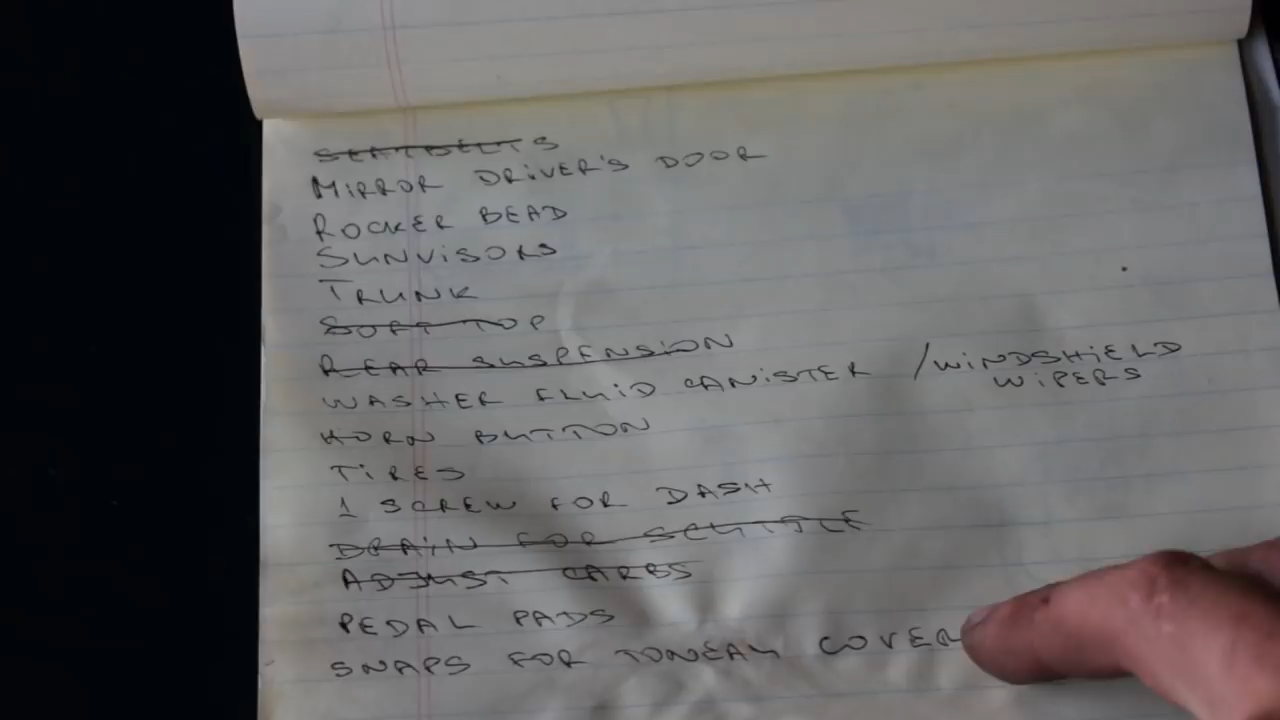 SEATBELTS
MIRROR DRIVER'S DOOR
ROCKER BEAD
SUNVISORS
TRUNK
SOFT TOP
REAR SUSPENSION
WASHER FLUID CANISTER / WINDSHIELD
WIPERS
HORN BUTTON
TIRES
1 SCREW FOR DASH
DRAIN FOR SCUTTLE
ADJUST CARBS
PEDAL PADS
SNAPS FOR TONEAU COVER